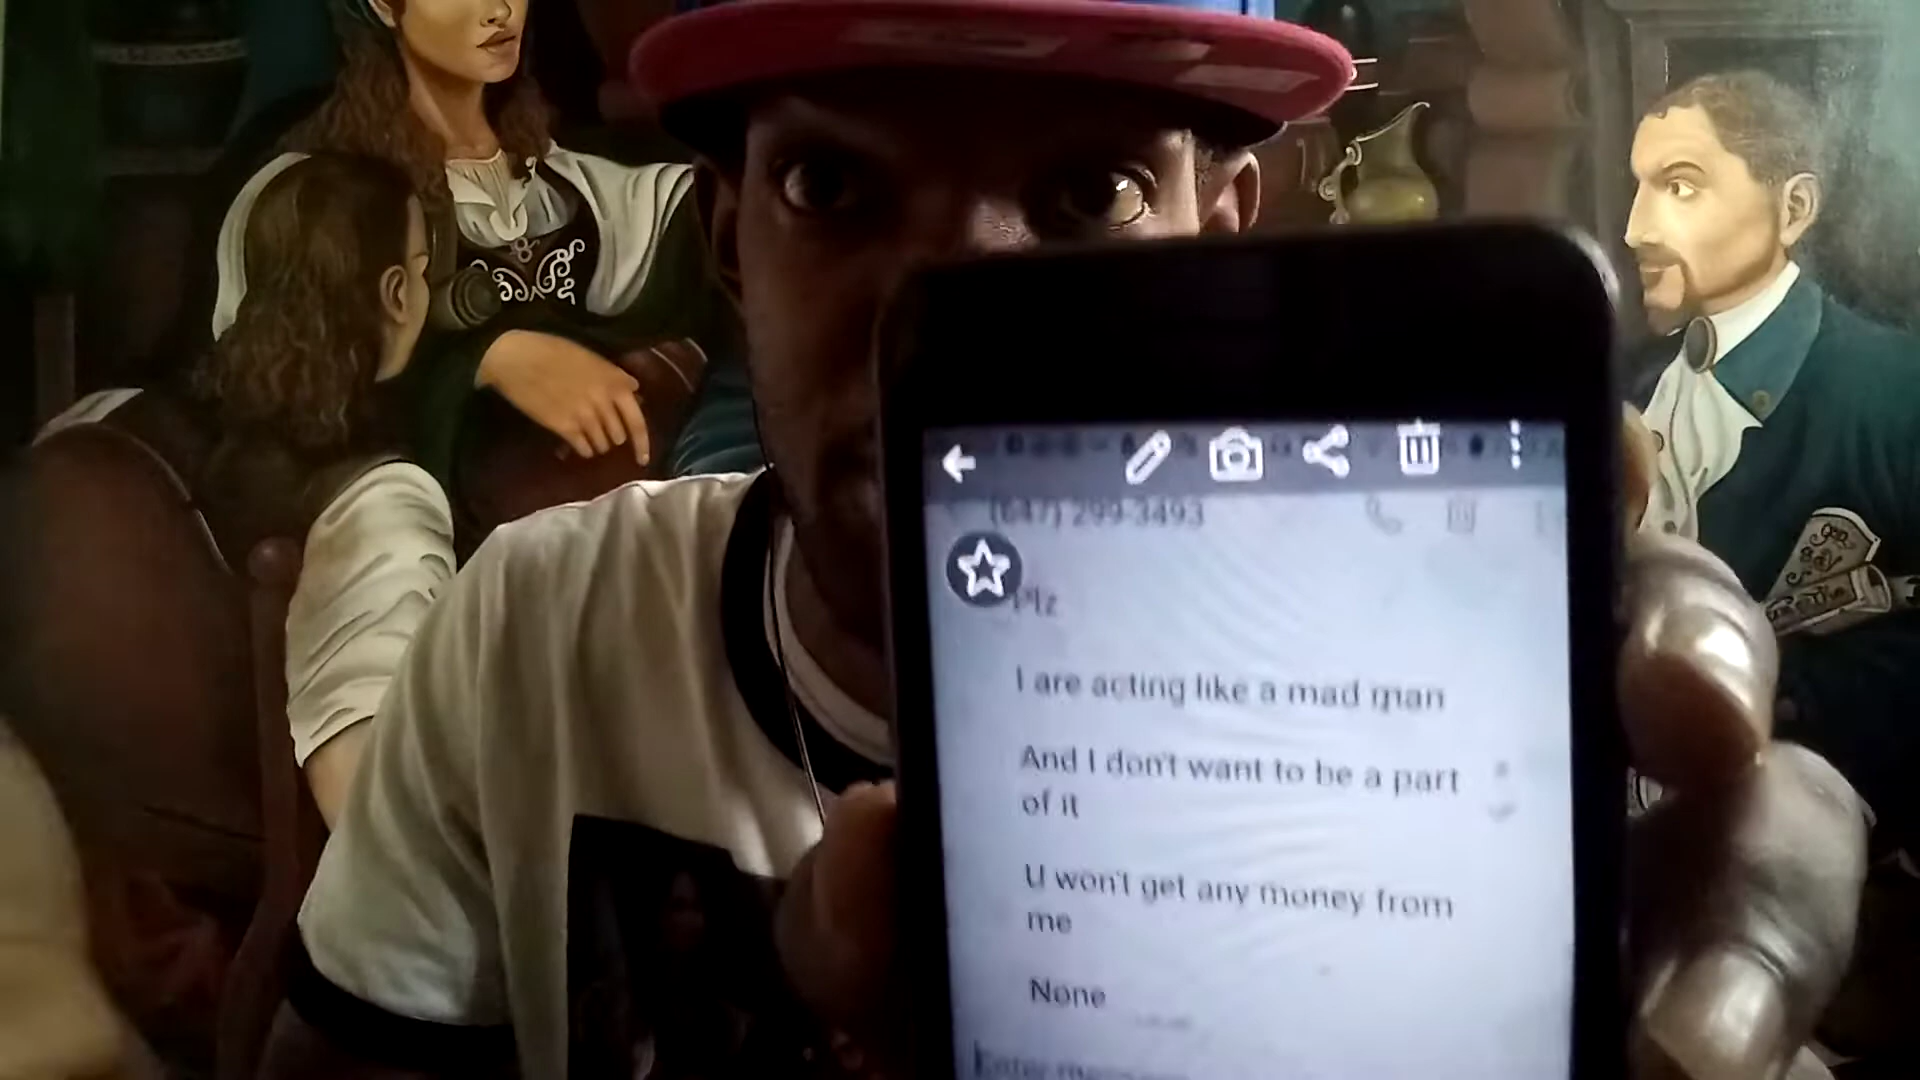 (647) 299-3493
Plz
I are acting like a mad man
And I don't want to be a part
of it
U won't get any money from
me
None
Enter